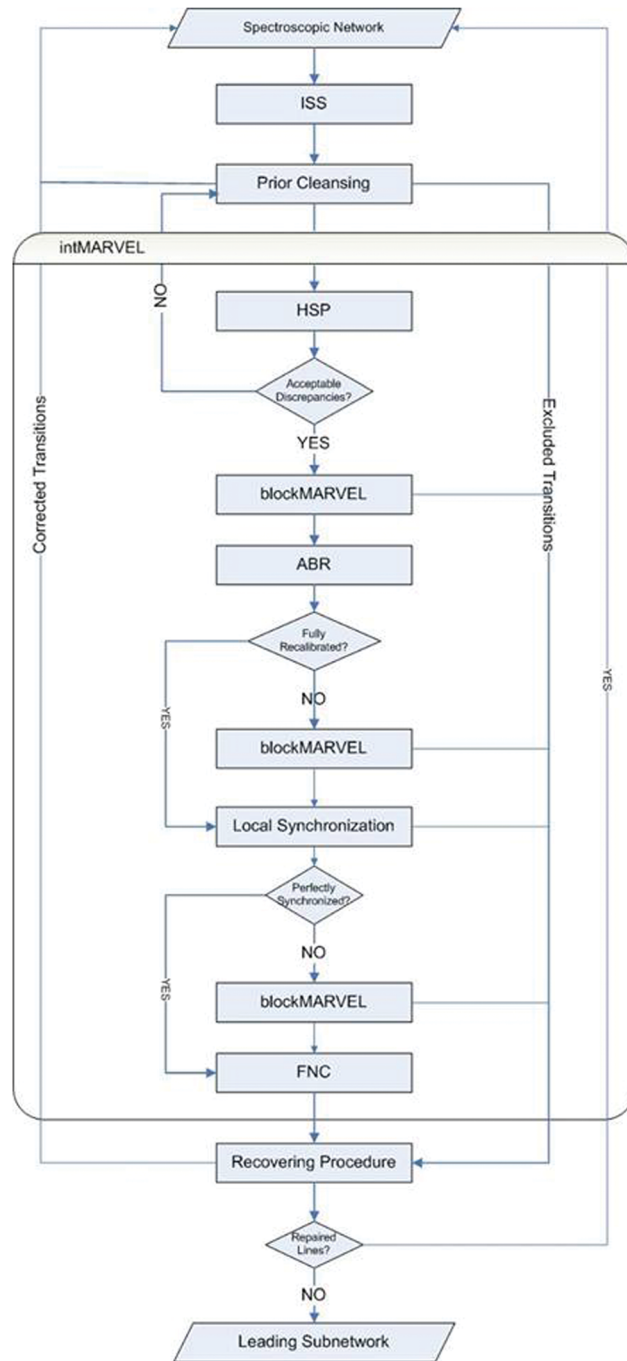 Spectroscopic Network
ISS
Prior Cleansing
intMARVEL
NO
HSP
Acceptable
Discrepancies?
Corrected Transitions
Excluded Transitions
YES
blockMARVEL
ABR
Fully
Recalibrated?
YES
NO
YES
blockMARVEL
Local Synchronization
Perfectly
Synchronized?
YES
NO
blockMARVEL
FNC
Recovering Procedure
Repaired
Lines?
NO
Leading Subnetwork